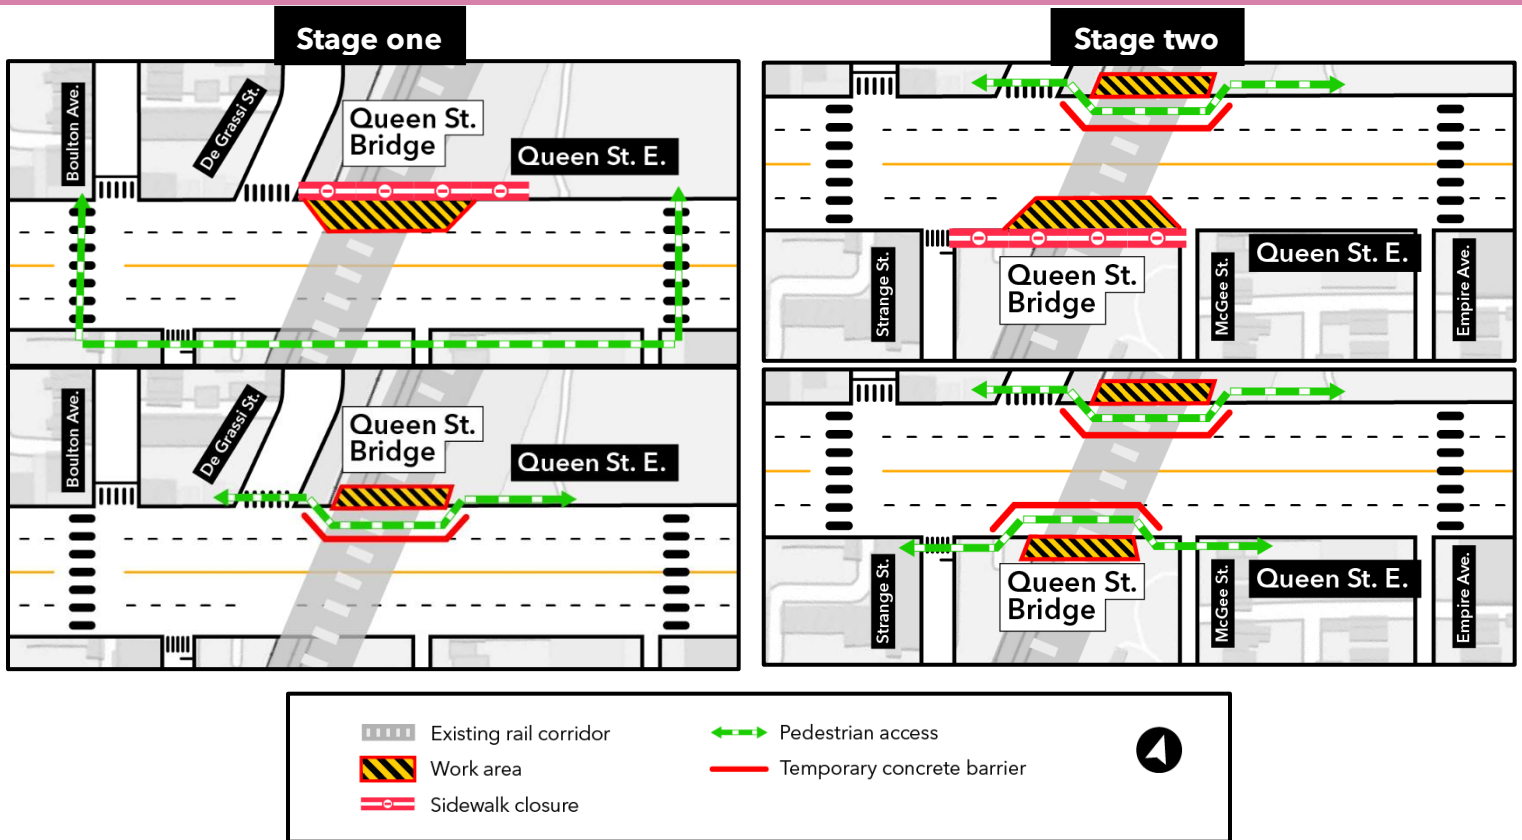 Stage one
Boulton Ave.
De Grassi St.
Queen St.
Bridge
Queen St. E.
Boulton Ave.
De Grassi St.
Queen St.
Bridge
Queen St. E.
Stage two
Strange St.
Queen St.
Bridge
McGee St.
Queen St. E.
Empire Ave.
Strange St.
Queen St.
Bridge
McGee St.
Queen St. E.
Empire Ave.
Existing rail corridor
Work area
Sidewalk closure
Pedestrian access
Temporary concrete barrier